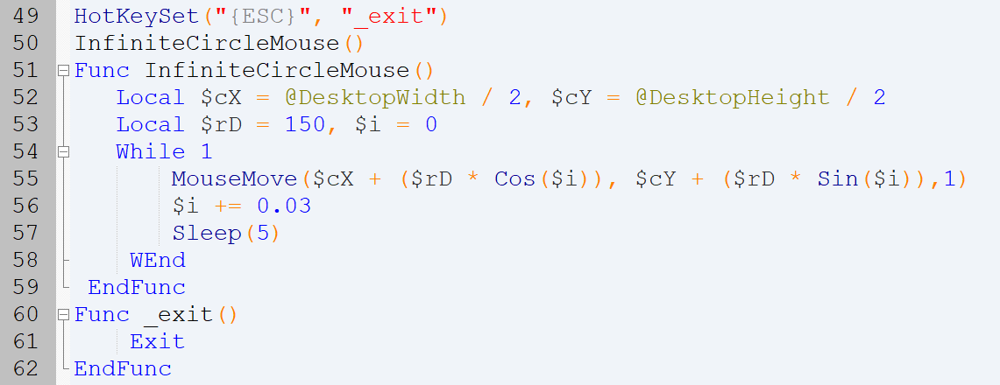 49 HotKeySet("{ESC}", "_exit")
50 InfiniteCircleMouse()
51 Func InfiniteCircleMouse()
52 Local $cX = @DesktopWidth / 2, $cY = @DesktopHeight / 2
53 Local $rD = 150, $i = 0
54 While 1
55 MouseMove($cX + ($rD * Cos($i)), $cY + ($rD * Sin($i)),1)
56 $i += 0.03
57 Sleep(5)
58 WEnd
59 EndFunc
60 Func _exit()
61 Exit
62 EndFunc